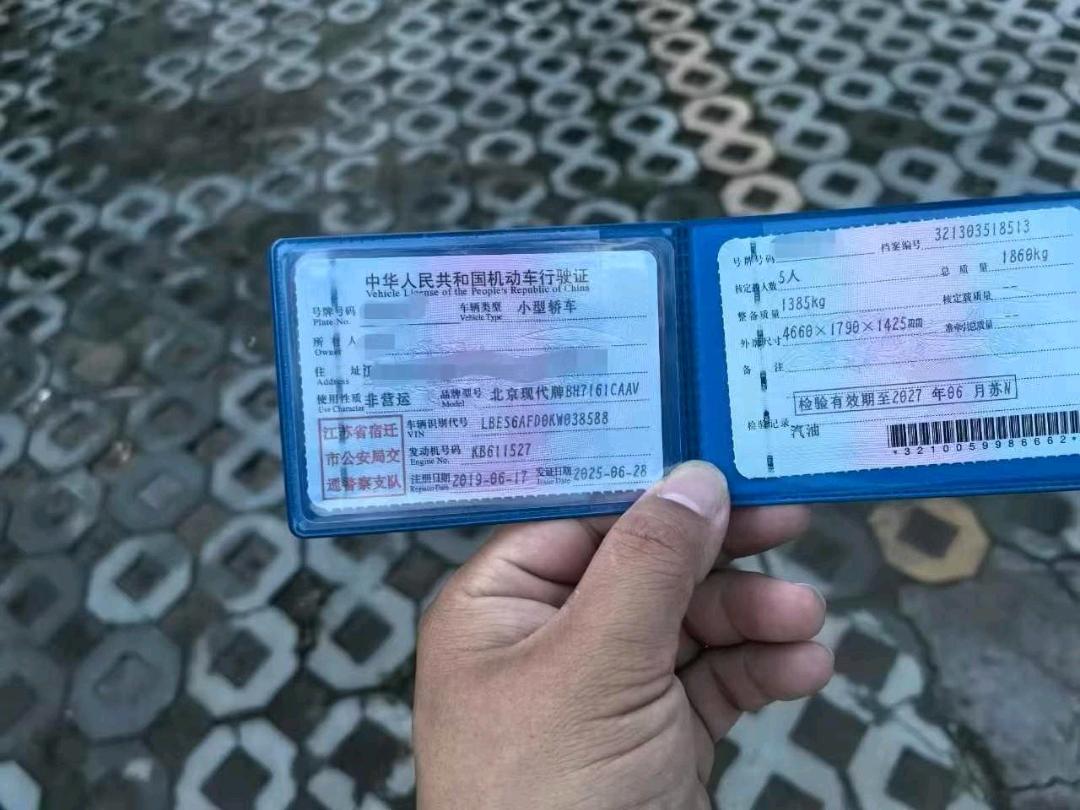 中华人民共和国机动车行驶证
Vehicle License of the People's Republic of China
号牌号码 车辆类型 小型轿车
Plate No. Vehicle Type
所有人
Owner
住址 江
Address
使用性质 非营运 品牌型号 北京现代牌BH7161CAAV
Use Character Model
江苏省宿迁
市公安局交
通警察支队
车辆识别代号 LBES6AFD0KW038588
VIN
发动机号码 KB611527
Engine No.
注册日期 2019-06-17 发证日期 2025-06-28
Register Date Issue Date
号牌号码 档案编号 321303518513
核定载人数 5人 总质量 1860kg
整备质量 1385kg 核定载质量 --
外廓尺寸 4660×1790×1425mm 准牵引总质量 --
备注
检验有效期至2027 年06 月苏N
检验记录 汽油
*3210059986662*